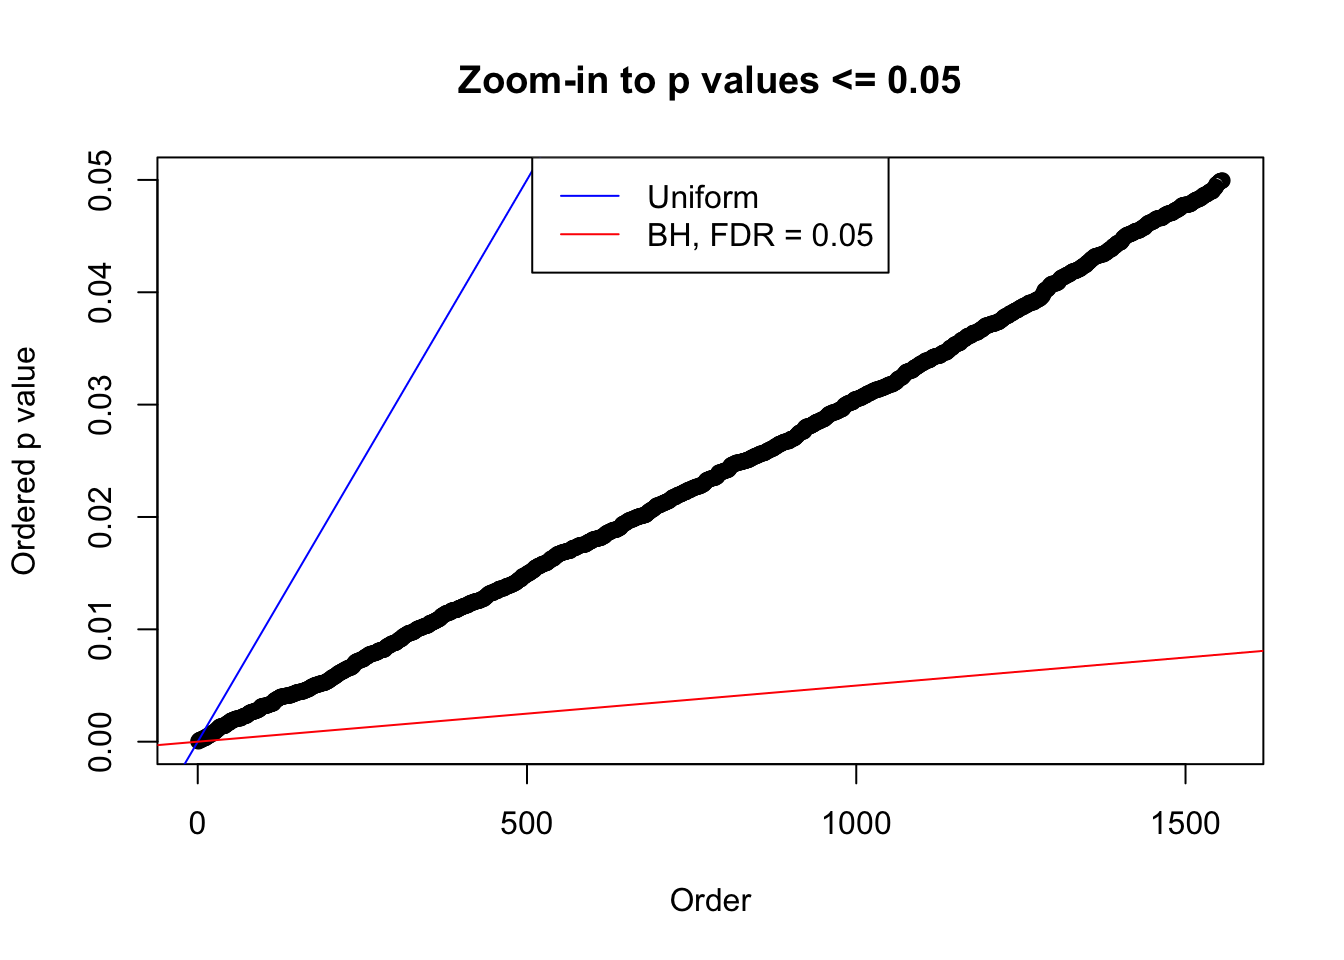 Zoom-in to p values <= 0.05
Uniform
BH, FDR = 0.05
Ordered p value
0.05
0.04
0.03
0.02
0.01
0.00
0 500 1000 1500
Order